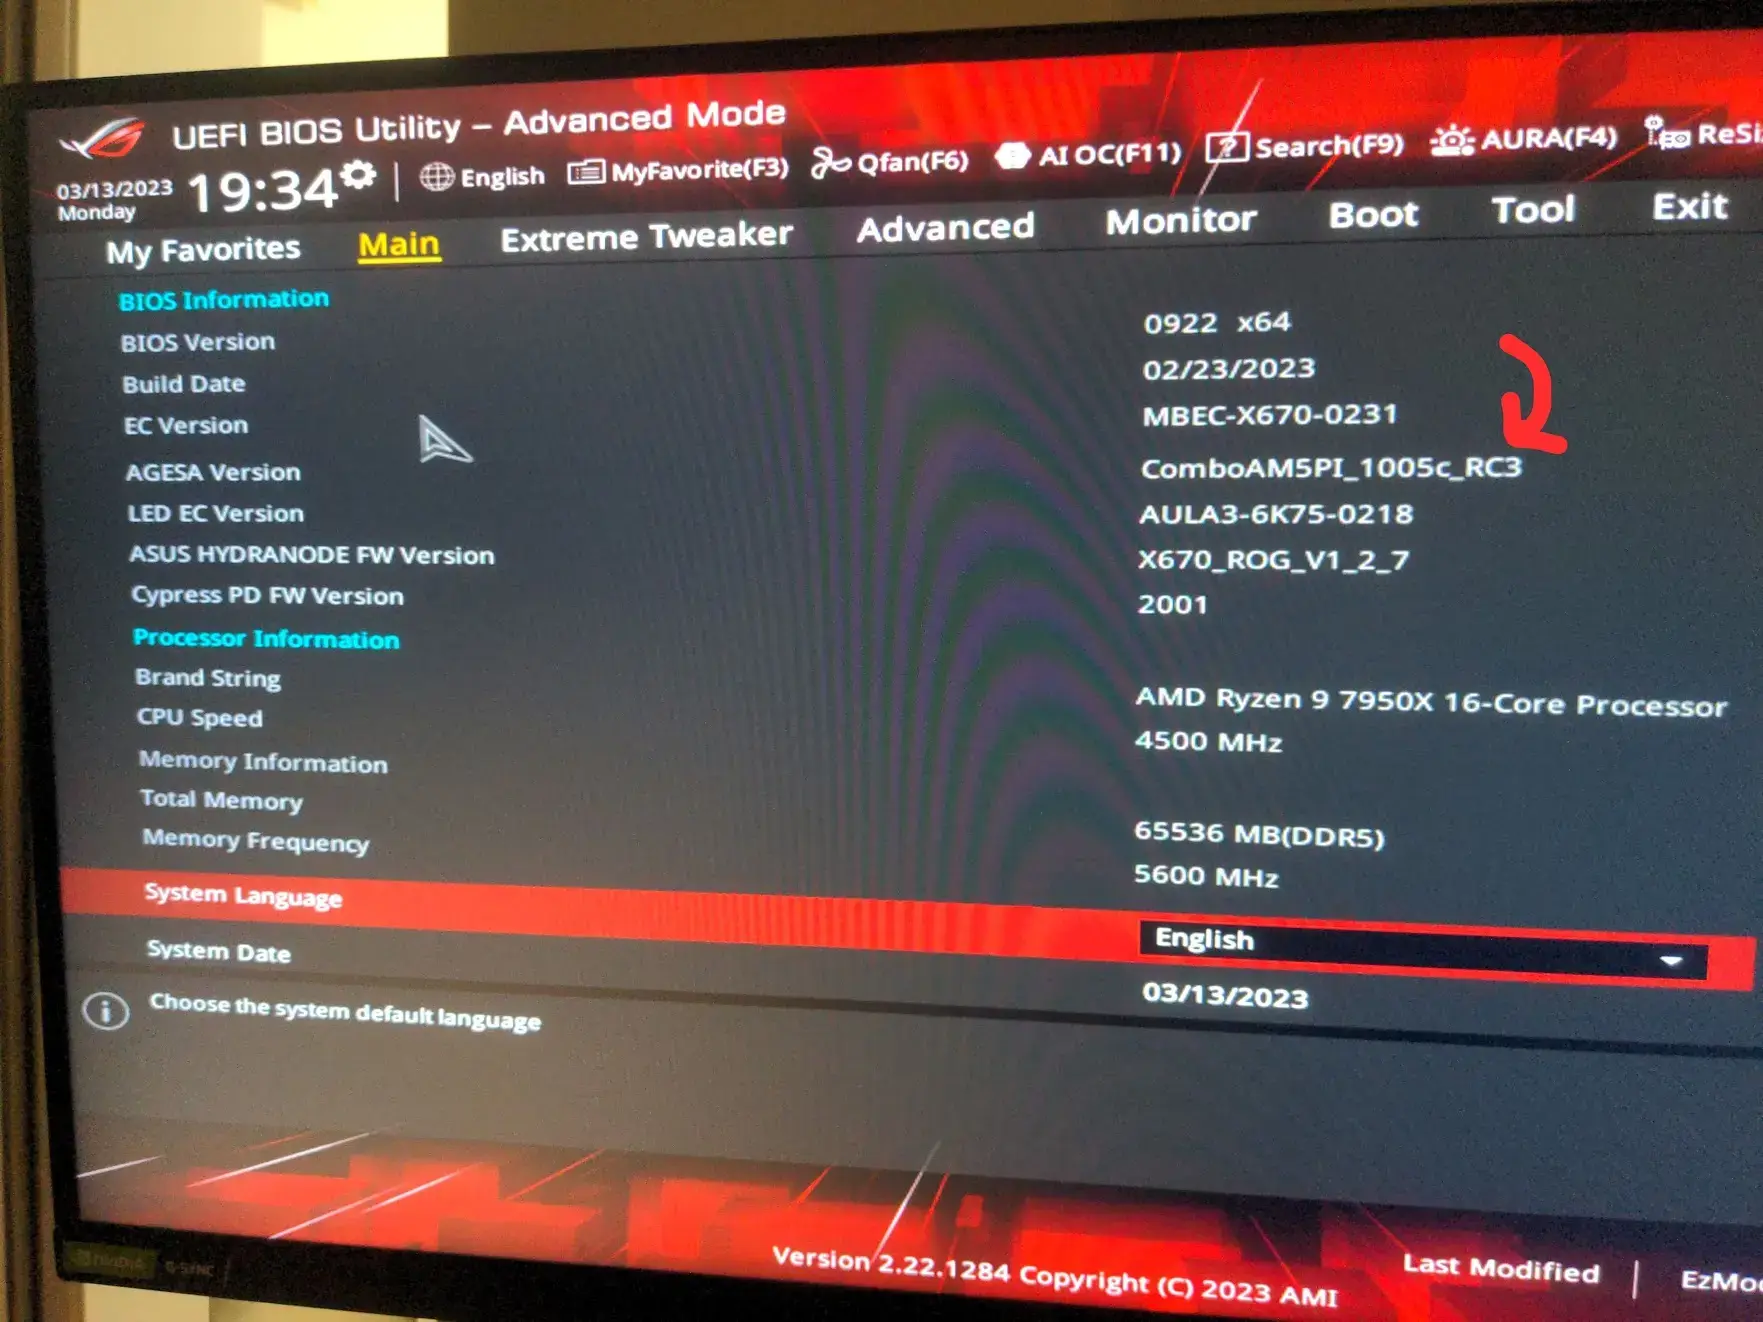 UEFI BIOS Utility – Advanced Mode
03/13/2023
Monday
19:34
English
MyFavorite(F3)
Qfan(F6)
AI OC(F11)
Search(F9)
AURA(F4)
My Favorites
Main
Extreme Tweaker
Advanced
Monitor
Boot
Tool
Exit
BIOS Information
BIOS Version 0922 x64
Build Date 02/23/2023
EC Version MBEC-X670-0231
AGESA Version ComboAM5PI_1005c_RC3
LED EC Version AULA3-6K75-0218
ASUS HYDRANODE FW Version X670_ROG_V1_2_7
Cypress PD FW Version 2001
Processor Information
Brand String AMD Ryzen 9 7950X 16-Core Processor
CPU Speed 4500 MHz
Memory Information
Total Memory 65536 MB(DDR5)
Memory Frequency 5600 MHz
System Language English
System Date 03/13/2023
Choose the system default language
Version 2.22.1284 Copyright (C) 2023 AMI
Last Modified
NVIDIA G-SYNC